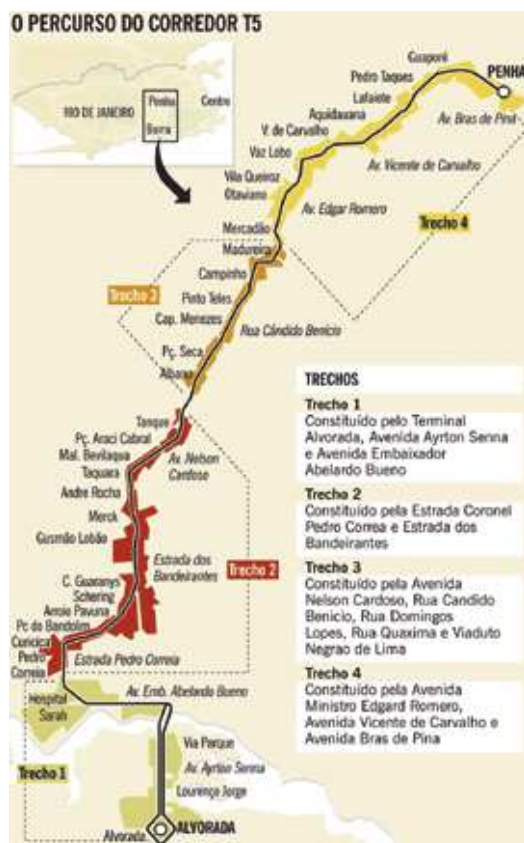 O PERCURSO DO CORREDOR T5
RIO DE JANEIRO
Penha
Barra
Centro
Guaporé
PENHA
Pedro Taques
Lafaiete
Aquidauana
Av. Bras de Pina
V. de Carvalho
Vaz Lobo
Av. Vicente de Carvalho
Vila Queiroz
Otaviano
Av. Edgar Romero
Mercadão
Trecho 4
Madureira
Campinho
Trecho 3
Pinto Teles
Cap. Menezes
Rua Cândido Benício
Pç. Seca
Albano
Tanque
Pç. Araci Cabral
Mal. Bevilaqua
Av. Nelson
Cardoso
Taquara
Andre Rocha
Merck
Gusmão Lobão
Estrada dos
Bandeirantes
Trecho 2
C. Guaranys
Schering
Arroio Pavuna
Pc do Bandolim
Curicica
Pedro
Correia
Estrada Pedro Correia
Av. Emb. Abelardo Bueno
Hospital
Sarah
Via Parque
Trecho 1
Av. Ayrton Senna
Lourenço Jorge
Alvorada
ALVORADA
TRECHOS
Trecho 1
Constituído pelo Terminal
Alvorada, Avenida Ayrton Senna
e Avenida Embaixador
Abelardo Bueno
Trecho 2
Constituído pela Estrada Coronel
Pedro Correa e Estrada dos
Bandeirantes
Trecho 3
Constituído pela Avenida
Nelson Cardoso, Rua Candido
Benicio, Rua Domingos
Lopes, Rua Quaxima e Viaduto
Negrao de Lima
Trecho 4
Constituído pela Avenida
Ministro Edgard Romero,
Avenida Vicente de Carvalho e
Avenida Bras de Pina